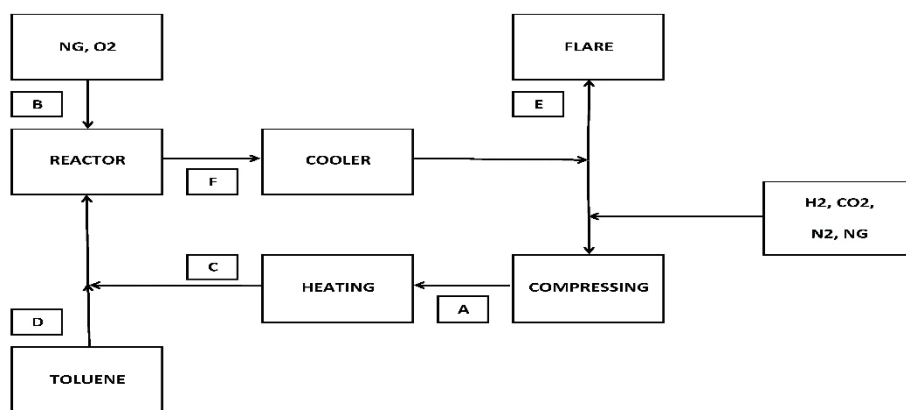 NG, O2
FLARE
B
E
REACTOR
COOLER
F
H2, CO2,
N2, NG
C
HEATING
COMPRESSING
A
D
TOLUENE